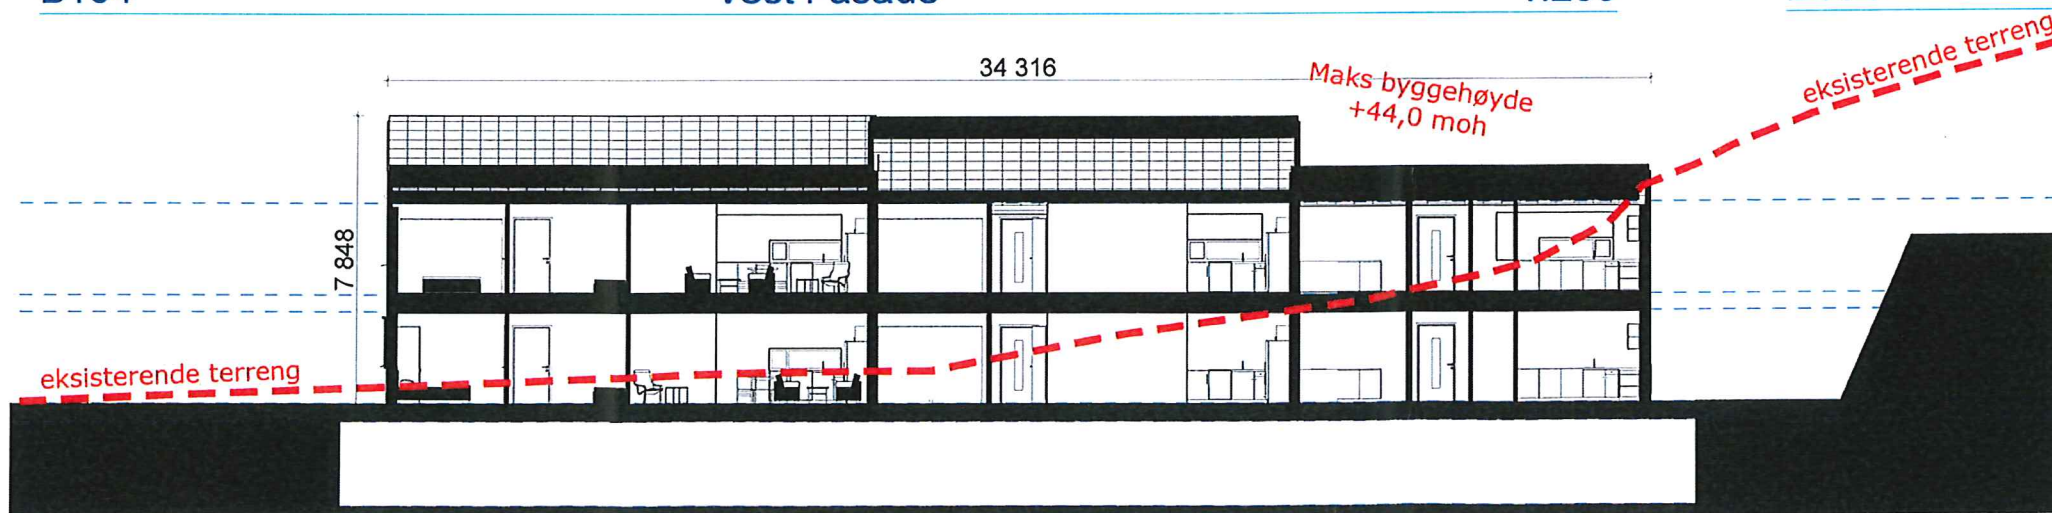 34 316
Maks byggehøyde
+44,0 moh
eksisterende terreng
7 848
eksisterende terreng